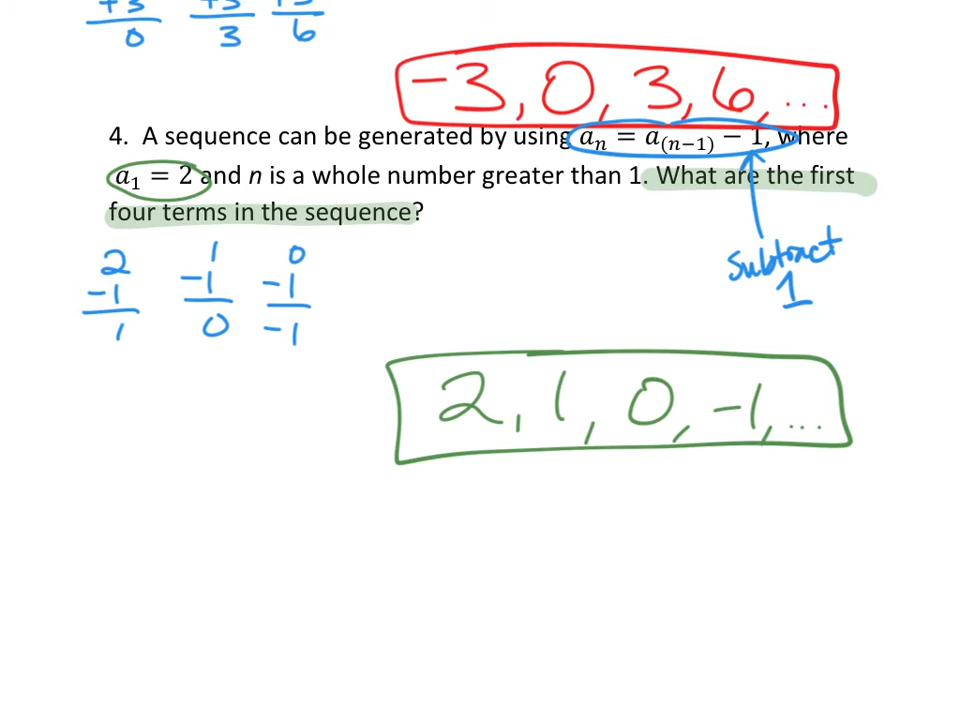 +3 +3 +3
0 3 6
-3, 0, 3, 6, ...
4. A sequence can be generated by using aₙ = a₍ₙ₋₁₎ − 1, where
a₁ = 2 and n is a whole number greater than 1. What are the first
four terms in the sequence?
2 1 0
-1 -1 -1
1 0 -1
Subtract
1
2, 1, 0, -1, ...